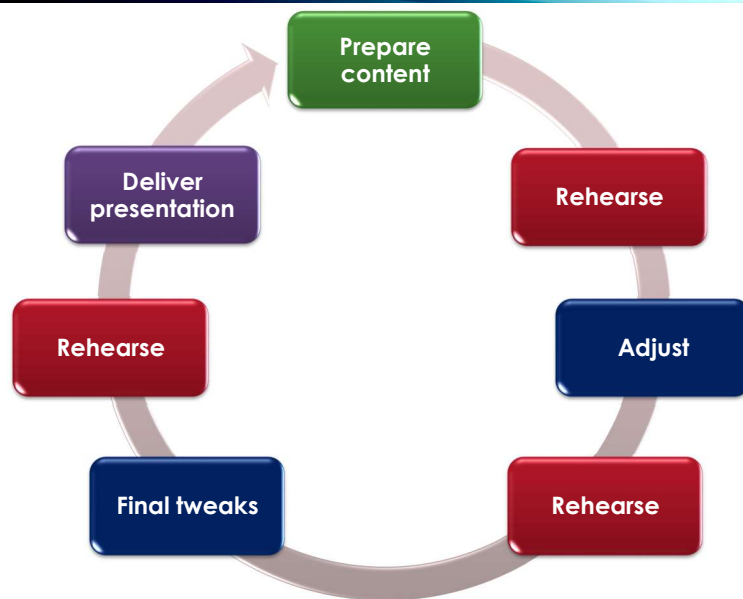 Prepare
content
Rehearse
Adjust
Rehearse
Final tweaks
Rehearse
Deliver
presentation